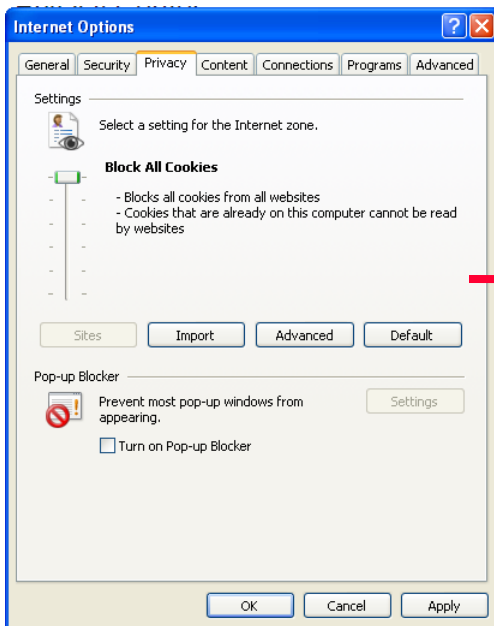 Internet Options
General Security Privacy Content Connections Programs Advanced
Settings
Select a setting for the Internet zone.
Block All Cookies
- Blocks all cookies from all websites
- Cookies that are already on this computer cannot be read
by websites
Sites Import Advanced Default
Pop-up Blocker
Prevent most pop-up windows from
appearing.
Settings
Turn on Pop-up Blocker
OK Cancel Apply